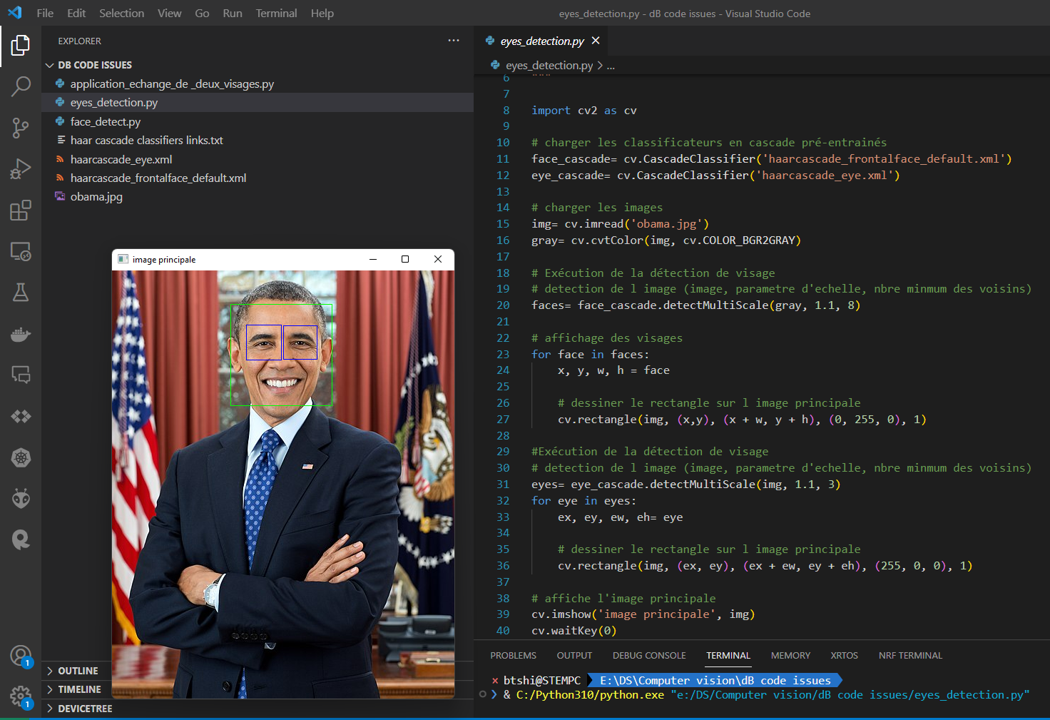 File Edit Selection View Go Run Terminal Help
eyes_detection.py - dB code issues - Visual Studio Code
EXPLORER
DB CODE ISSUES
application_echange_de _deux_visages.py
eyes_detection.py
face_detect.py
haar cascade classifiers links.txt
haarcascade_eye.xml
haarcascade_frontalface_default.xml
obama.jpg
image principale
OUTLINE
TIMELINE
DEVICETREE
1
1
eyes_detection.py
eyes_detection.py > ...
6 """
7
8 import cv2 as cv
9
10 # charger les classificateurs en cascade pré-entrainés
11 face_cascade= cv.CascadeClassifier('haarcascade_frontalface_default.xml')
12 eye_cascade= cv.CascadeClassifier('haarcascade_eye.xml')
13
14 # charger les images
15 img= cv.imread('obama.jpg')
16 gray= cv.cvtColor(img, cv.COLOR_BGR2GRAY)
17
18 # Exécution de la détection de visage
19 # detection de l image (image, parametre d'echelle, nbre minmum des voisins)
20 faces= face_cascade.detectMultiScale(gray, 1.1, 8)
21
22 # affichage des visages
23 for face in faces:
24 x, y, w, h = face
25
26 # dessiner le rectangle sur l image principale
27 cv.rectangle(img, (x,y), (x + w, y + h), (0, 255, 0), 1)
28
29 #Exécution de la détection de visage
30 # detection de l image (image, parametre d'echelle, nbre minmum des voisins)
31 eyes= eye_cascade.detectMultiScale(img, 1.1, 3)
32 for eye in eyes:
33 ex, ey, ew, eh= eye
34
35 # dessiner le rectangle sur l image principale
36 cv.rectangle(img, (ex, ey), (ex + ew, ey + eh), (255, 0, 0), 1)
37
38 # affiche l'image principale
39 cv.imshow('image principale', img)
40 cv.waitKey(0)
PROBLEMS OUTPUT DEBUG CONSOLE TERMINAL MEMORY XRTOS NRF TERMINAL
btshi@STEMPC E:\DS\Computer vision\dB code issues
& C:/Python310/python.exe "e:/DS/Computer vision/dB code issues/eyes_detection.py"